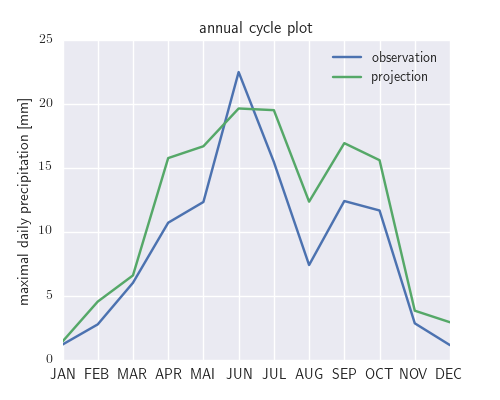 annual cycle plot
observation
projection
maximal daily precipitation [mm]
25
20
15
10
5
0
JAN FEB MAR APR MAI JUN JUL AUG SEP OCT NOV DEC